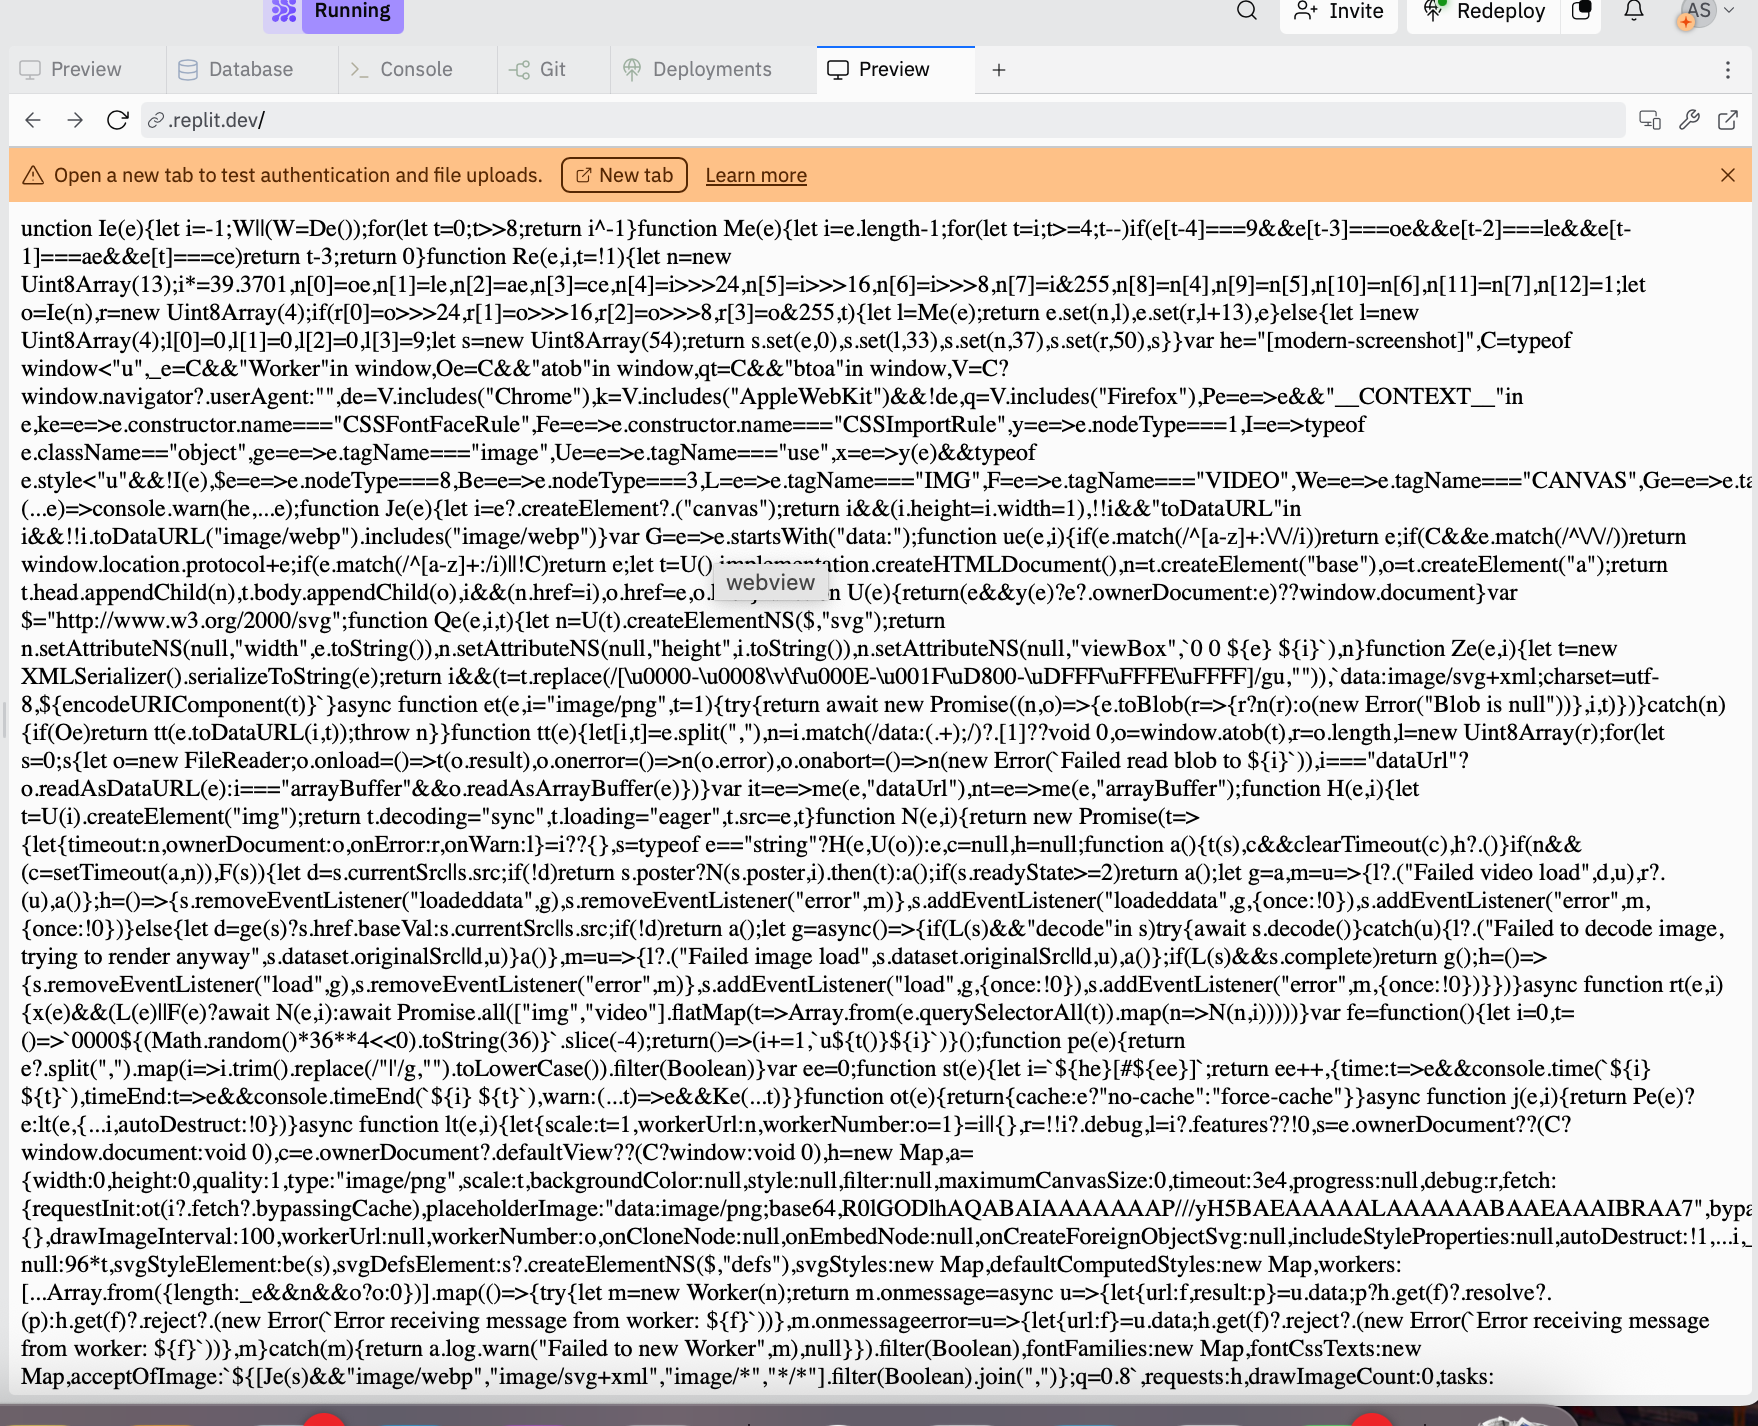 Running
Invite
Redeploy
AS
Preview
Database
Console
Git
Deployments
Preview
.replit.dev/
Open a new tab to test authentication and file uploads.
New tab
Learn more
unction Ie(e){let i=-1;W||(W=De());for(let t=0;t>>8;return i^-1}function Me(e){let i=e.length-1;for(let t=i;t>=4;t--)if(e[t-4]===9&&e[t-3]===oe&&e[t-2]===le&&e[t-
1]===ae&&e[t]===ce)return t-3;return 0}function Re(e,i,t=!1){let n=new
Uint8Array(13);i*=39.3701,n[0]=oe,n[1]=le,n[2]=ae,n[3]=ce,n[4]=i>>>24,n[5]=i>>>16,n[6]=i>>>8,n[7]=i&255,n[8]=n[4],n[9]=n[5],n[10]=n[6],n[11]=n[7],n[12]=1;let
o=Ie(n),r=new Uint8Array(4);if(r[0]=o>>>24,r[1]=o>>>16,r[2]=o>>>8,r[3]=o&255,t){let l=Me(e);return e.set(n,l),e.set(r,l+13),e}else{let l=new
Uint8Array(4);l[0]=0,l[1]=0,l[2]=0,l[3]=9;let s=new Uint8Array(54);return s.set(e,0),s.set(l,33),s.set(n,37),s.set(r,50),s}}var he="[modern-screenshot]",C=typeof
window<"u",_e=C&&"Worker"in window,Oe=C&&"atob"in window,qt=C&&"btoa"in window,V=C?
window.navigator?.userAgent:"",de=V.includes("Chrome"),k=V.includes("AppleWebKit")&&!de,q=V.includes("Firefox"),Pe=e=>e&&"__CONTEXT__"in
e,ke=e=>e.constructor.name==="CSSFontFaceRule",Fe=e=>e.constructor.name==="CSSImportRule",y=e=>e.nodeType===1,I=e=>typeof
e.className=="object",ge=e=>e.tagName==="image",Ue=e=>e.tagName==="use",x=e=>y(e)&&typeof
e.style<"u"&&!I(e),$e=e=>e.nodeType===8,Be=e=>e.nodeType===3,L=e=>e.tagName==="IMG",F=e=>e.tagName==="VIDEO",We=e=>e.tagName==="CANVAS",Ge=e=>e.ta
(...e)=>console.warn(he,...e);function Je(e){let i=e?.createElement?.("canvas");return i&&(i.height=i.width=1),!!i&&"toDataURL"in
i&&!!i.toDataURL("image/webp").includes("image/webp")}var G=e=>e.startsWith("data:");function ue(e,i){if(e.match(/^[a-z]+:\/\//i))return e;if(C&&e.match(/^\/\//))return
window.location.protocol+e;if(e.match(/^[a-z]+:/i)||!C)return e;let t=U().implementation.createHTMLDocument(),n=t.createElement("base"),o=t.createElement("a");return
webview
t.head.appendChild(n),t.body.appendChild(o),i&&(n.href=i),o.href=e,o. n U(e){return(e&&y(e)?e?.ownerDocument:e)??window.document}var
$="http://www.w3.org/2000/svg";function Qe(e,i,t){let n=U(t).createElementNS($,"svg");return
n.setAttributeNS(null,"width",e.toString()),n.setAttributeNS(null,"height",i.toString()),n.setAttributeNS(null,"viewBox",`0 0 ${e} ${i}`),n}function Ze(e,i){let t=new
XMLSerializer().serializeToString(e);return i&&(t=t.replace(/[\u0000-\u0008\v\f\u000E-\u001F\uD800-\uDFFF\uFFFE\uFFFF]/gu,"")),`data:image/svg+xml;charset=utf-
8,${encodeURIComponent(t)}`}async function et(e,i="image/png",t=1){try{return await new Promise((n,o)=>{e.toBlob(r=>{r?n(r):o(new Error("Blob is null"))},i,t)})}catch(n)
{if(Oe)return tt(e.toDataURL(i,t));throw n}}function tt(e){let[i,t]=e.split(","),n=i.match(/data:(.+);/)?.[1]??void 0,o=window.atob(t),r=o.length,l=new Uint8Array(r);for(let
s=0;s{let o=new FileReader;o.onload=()=>t(o.result),o.onerror=()=>n(o.error),o.onabort=()=>n(new Error(`Failed read blob to ${i}`)),i==="dataUrl"?
o.readAsDataURL(e):i==="arrayBuffer"&&o.readAsArrayBuffer(e)})}var it=e=>me(e,"dataUrl"),nt=e=>me(e,"arrayBuffer");function H(e,i){let
t=U(i).createElement("img");return t.decoding="sync",t.loading="eager",t.src=e,t}function N(e,i){return new Promise(t=>
{let{timeout:n,ownerDocument:o,onError:r,onWarn:l}=i??{},s=typeof e=="string"?H(e,U(o)):e,c=null,h=null;function a(){t(s),c&&clearTimeout(c),h?.()}if(n&&
(c=setTimeout(a,n)),F(s)){let d=s.currentSrc||s.src;if(!d)return s.poster?N(s.poster,i).then(t):a();if(s.readyState>=2)return a();let g=a,m=u=>{l?.("Failed video load",d,u),r?.
(u),a()};h=()=>{s.removeEventListener("loadeddata",g),s.removeEventListener("error",m)},s.addEventListener("loadeddata",g,{once:!0}),s.addEventListener("error",m,
{once:!0})}else{let d=ge(s)?s.href.baseVal:s.currentSrc||s.src;if(!d)return a();let g=async()=>{if(L(s)&&"decode"in s)try{await s.decode()}catch(u){l?.("Failed to decode image,
trying to render anyway",s.dataset.originalSrc||d,u)}a()},m=u=>{l?.("Failed image load",s.dataset.originalSrc||d,u),a()};if(L(s)&&s.complete)return g();h=()=>
{s.removeEventListener("load",g),s.removeEventListener("error",m)},s.addEventListener("load",g,{once:!0}),s.addEventListener("error",m,{once:!0})}})}async function rt(e,i)
{x(e)&&(L(e)||F(e)?await N(e,i):await Promise.all(["img","video"].flatMap(t=>Array.from(e.querySelectorAll(t)).map(n=>N(n,i)))))}var fe=function(){let i=0,t=
()=>`0000${(Math.random()*36**4<<0).toString(36)}`.slice(-4);return()=>(i+=1,`u${t()}${i}`)}();function pe(e){return
e?.split(",").map(i=>i.trim().replace(/"|'/g,"").toLowerCase()).filter(Boolean)}var ee=0;function st(e){let i=`${he}[#${ee}]`;return ee++,{time:t=>e&&console.time(`${i}
${t}`),timeEnd:t=>e&&console.timeEnd(`${i} ${t}`),warn:(...t)=>e&&Ke(...t)}}function ot(e){return{cache:e?"no-cache":"force-cache"}}async function j(e,i){return Pe(e)?
e:lt(e,{...i,autoDestruct:!0})}async function lt(e,i){let{scale:t=1,workerUrl:n,workerNumber:o=1}=i||{},r=!!i?.debug,l=i?.features??!0,s=e.ownerDocument??(C?
window.document:void 0),c=e.ownerDocument?.defaultView??(C?window:void 0),h=new Map,a=
{width:0,height:0,quality:1,type:"image/png",scale:t,backgroundColor:null,style:null,filter:null,maximumCanvasSize:0,timeout:3e4,progress:null,debug:r,fetch:
{requestInit:ot(i?.fetch?.bypassingCache),placeholderImage:"data:image/png;base64,R0lGODlhAQABAIAAAAAAAP///yH5BAEAAAAALAAAAAABAAEAAAIBRAA7",bypa
{},drawImageInterval:100,workerUrl:null,workerNumber:o,onCloneNode:null,onEmbedNode:null,onCreateForeignObjectSvg:null,includeStyleProperties:null,autoDestruct:!1,...i,_
null:96*t,svgStyleElement:be(s),svgDefsElement:s?.createElementNS($,"defs"),svgStyles:new Map,defaultComputedStyles:new Map,workers:
[...Array.from({length:_e&&n&&o?o:0})].map(()=>{try{let m=new Worker(n);return m.onmessage=async u=>{let{url:f,result:p}=u.data;p?h.get(f)?.resolve?.
(p):h.get(f)?.reject?.(new Error(`Error receiving message from worker: ${f}`))},m.onmessageerror=u=>{let{url:f}=u.data;h.get(f)?.reject?.(new Error(`Error receiving message
from worker: ${f}`))},m}catch(m){return a.log.warn("Failed to new Worker",m),null}}).filter(Boolean),fontFamilies:new Map,fontCssTexts:new
Map,acceptOfImage:`${[Je(s)&&"image/webp","image/svg+xml","image/*","*/*"].filter(Boolean).join(",")};q=0.8`,requests:h,drawImageCount:0,tasks: